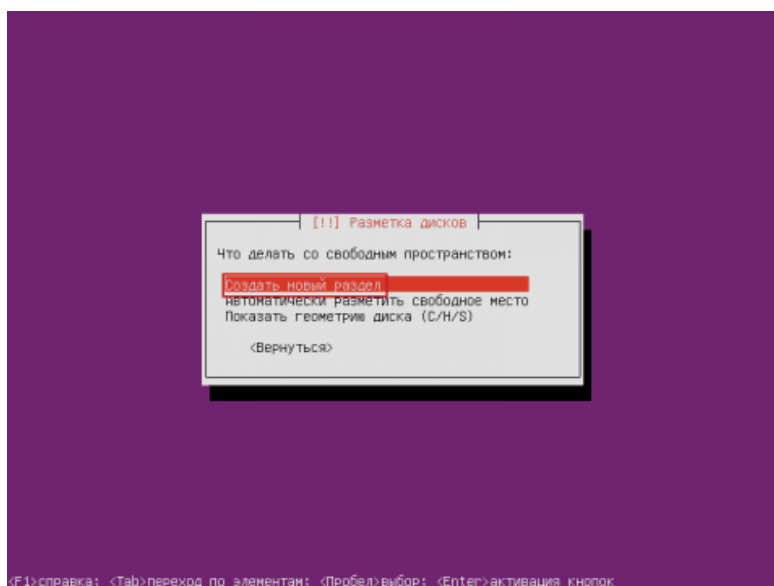 [!!] Разметка дисков
Что делать со свободным пространством:
Создать новый раздел
Автоматически разметить свободное место
Показать геометрию диска (C/H/S)
<Вернуться>
<F1>справка; <Tab>переход по элементам; <Пробел>выбор; <Enter>активация кнопок